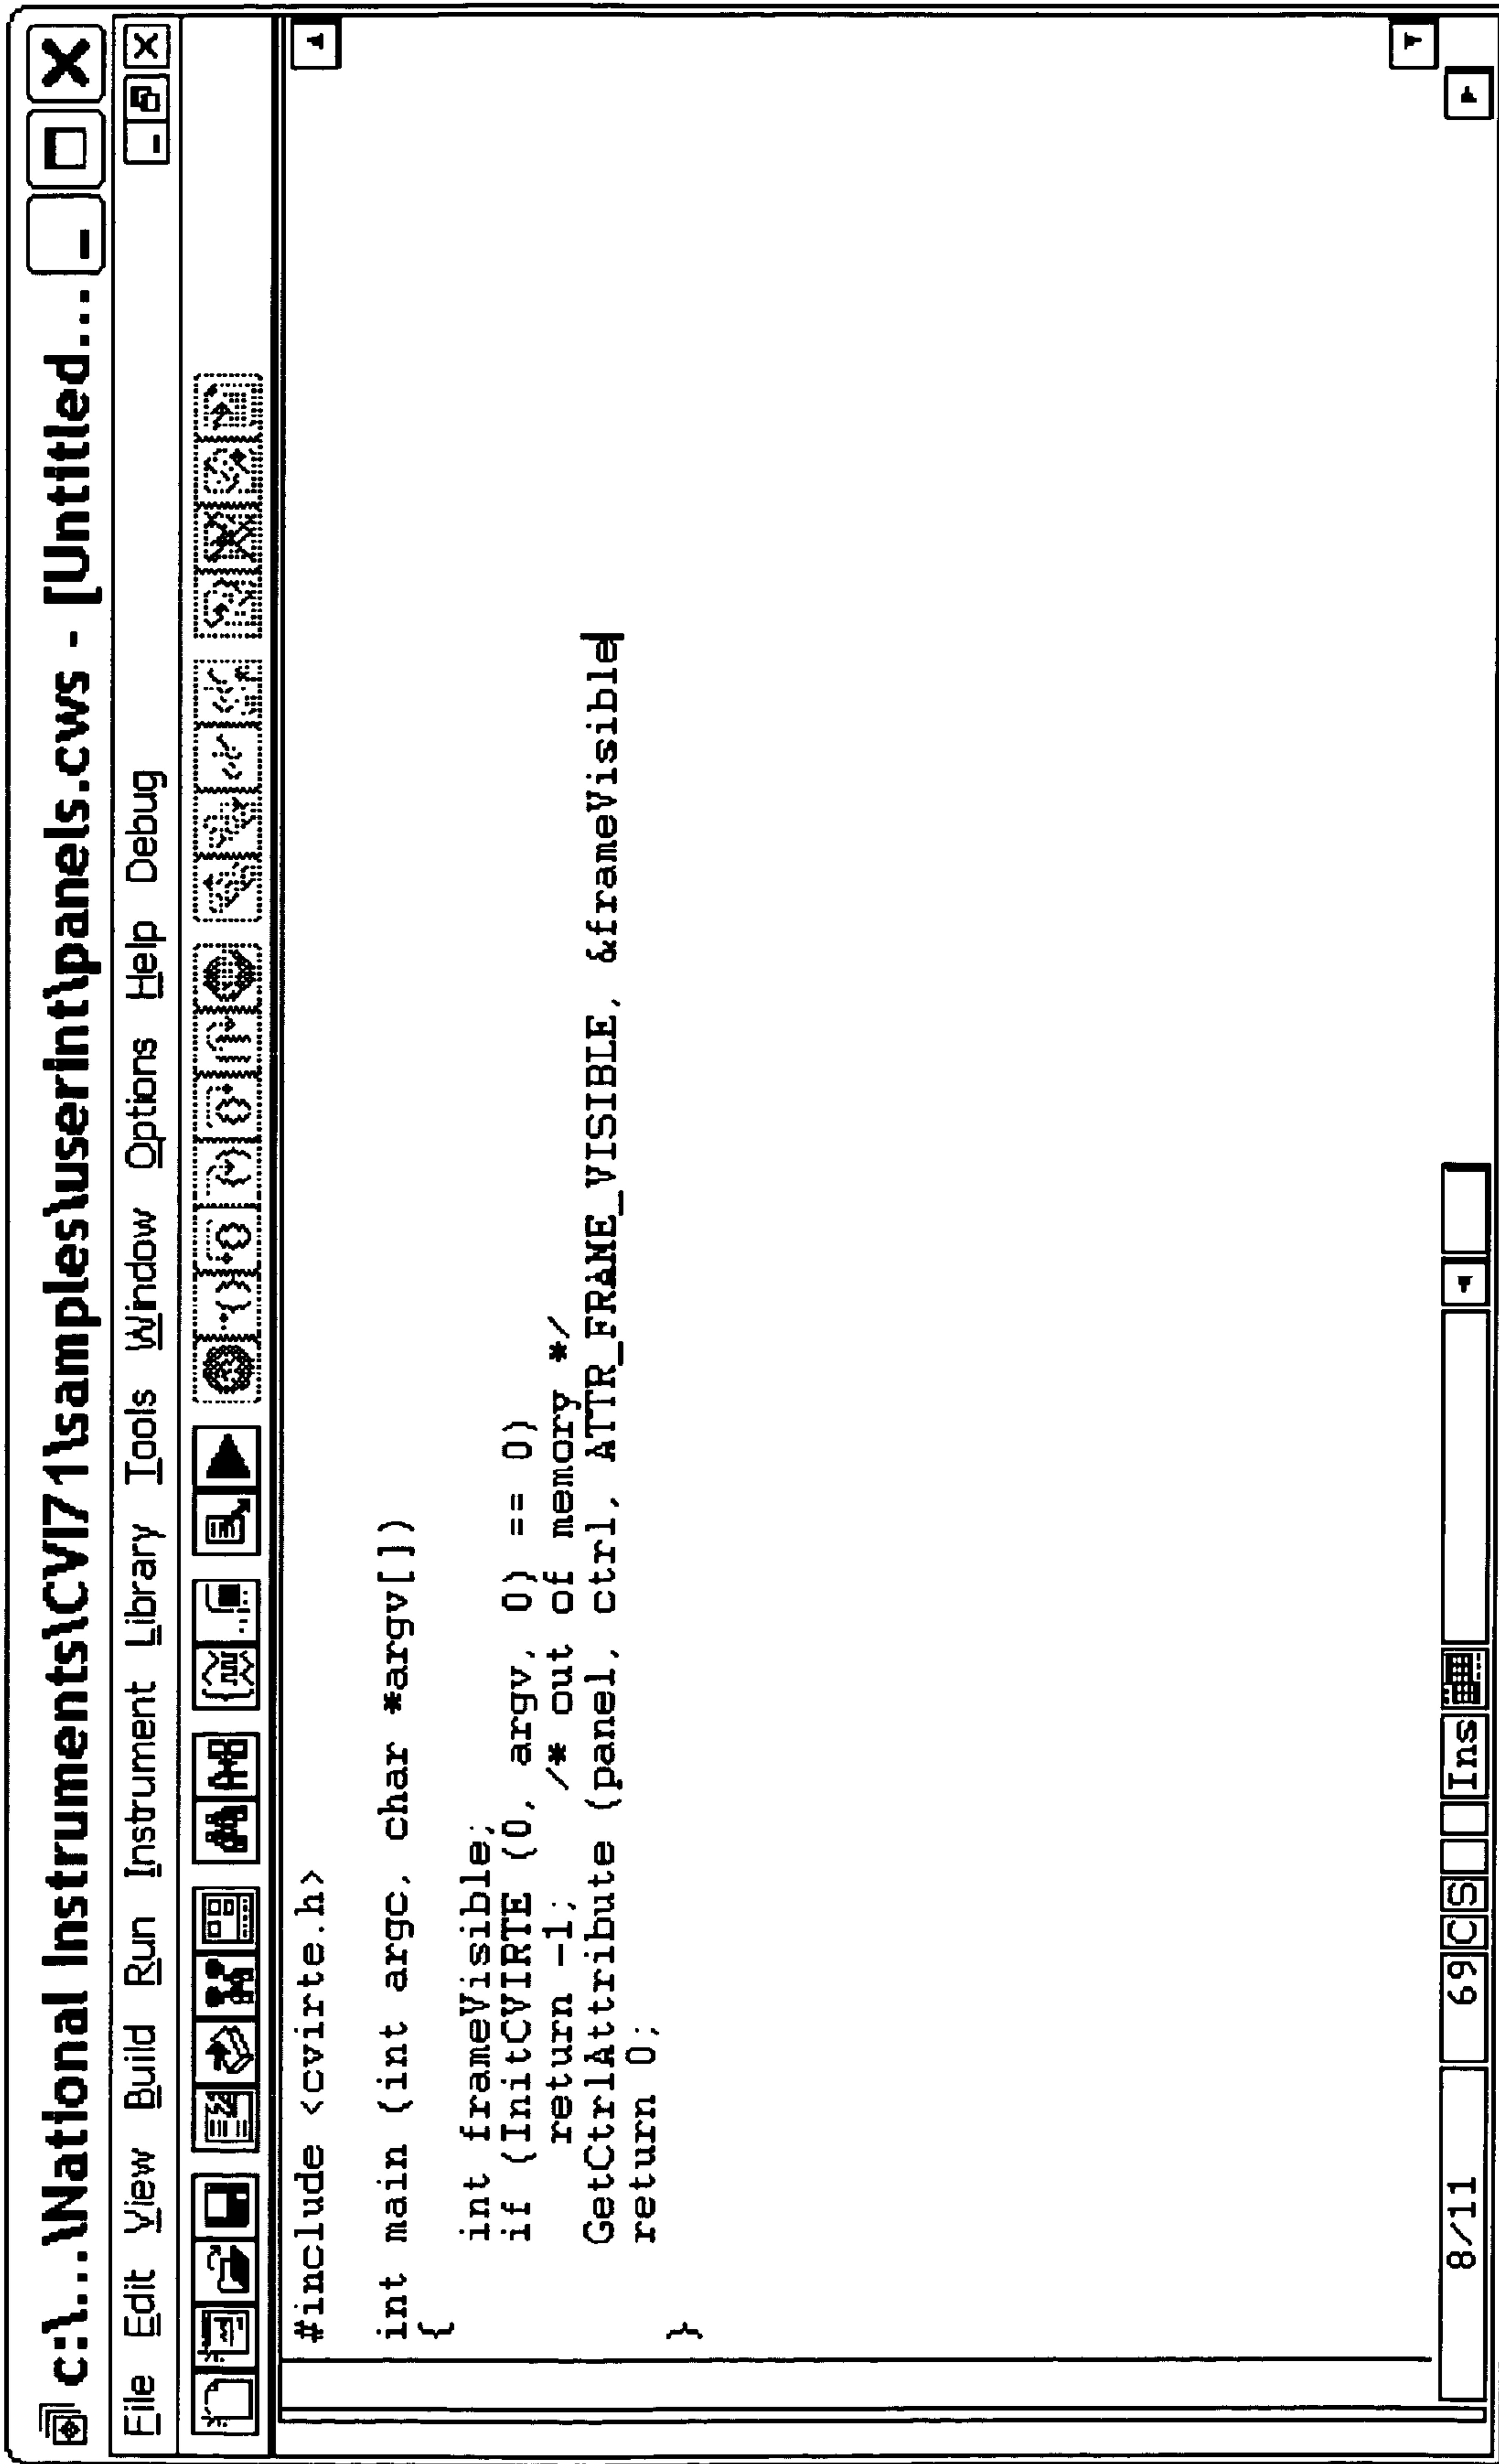 c:\...\National Instruments\CVI71\samples\userint\panels.cws - [Untitled...
File Edit View Build Run Instrument Library Tools Window Options Help Debug
#include <cvirte.h>
int main (int argc, char *argv[])
{
int frameVisible;
if (InitCVIRTE (0, argv, 0) == 0)
return -1; /* out of memory */
GetCtrlAttribute (panel, ctrl, ATTR_FRAME_VISIBLE, &frameVisible
return 0;
}
8/11 69 C S Ins